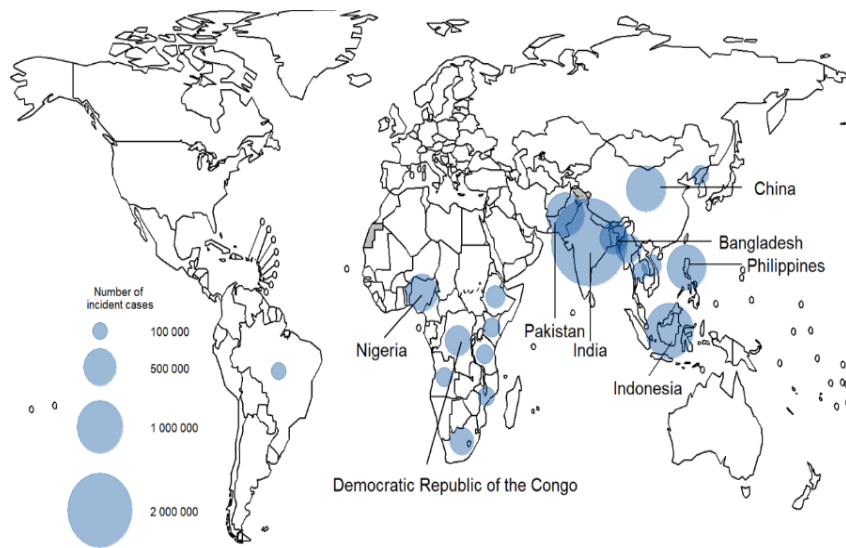 China
Bangladesh
Philippines
Number of
incident cases
100 000
Pakistan
India
Nigeria
500 000
Indonesia
1 000 000
Democratic Republic of the Congo
2 000 000